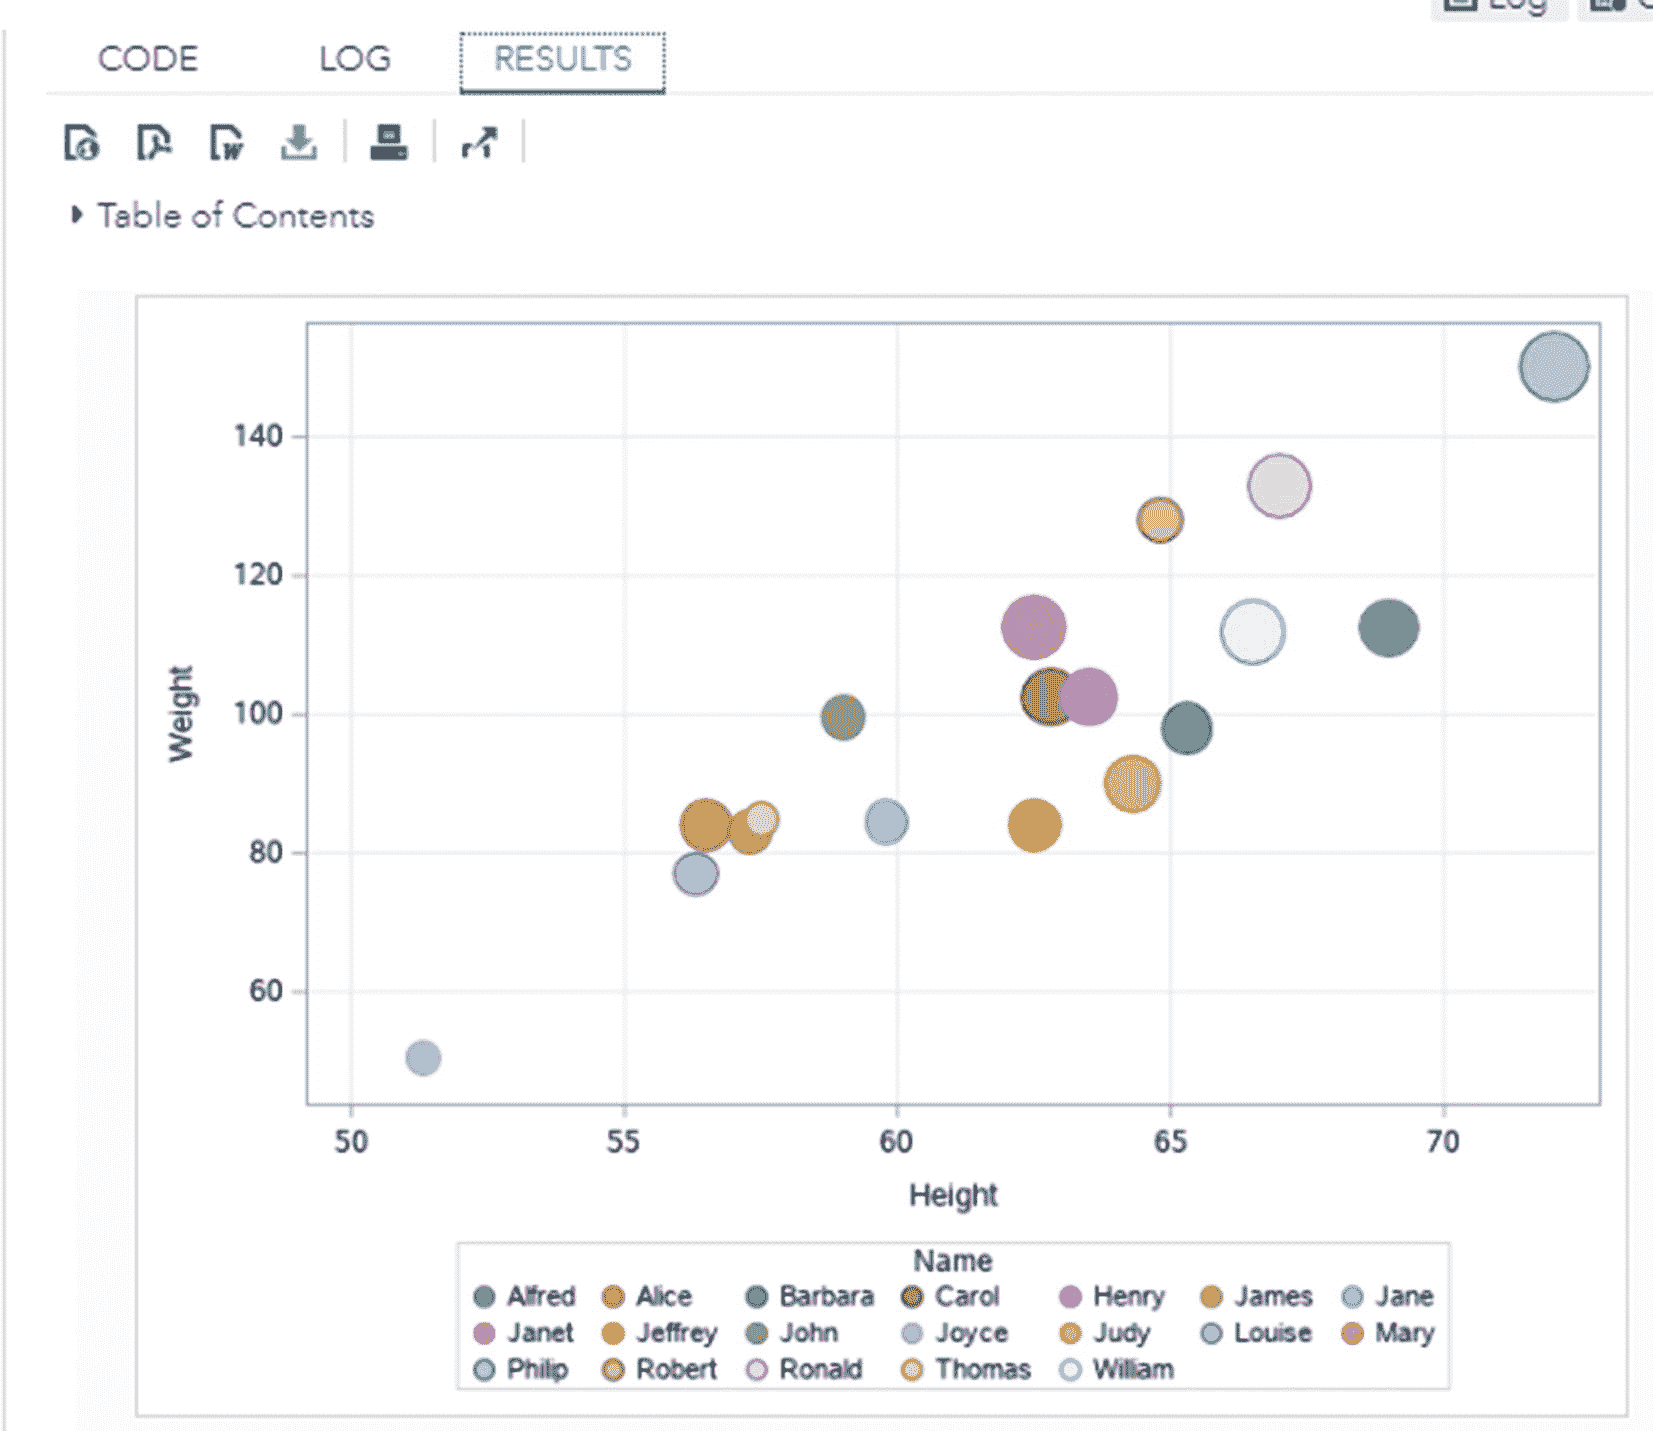 Log
CODE LOG RESULTS
Table of Contents
140
120
100
80
60
Weight
50 55 60 65 70
Height
Name
Alfred Alice Barbara Carol Henry James Jane
Janet Jeffrey John Joyce Judy Louise Mary
Philip Robert Ronald Thomas William